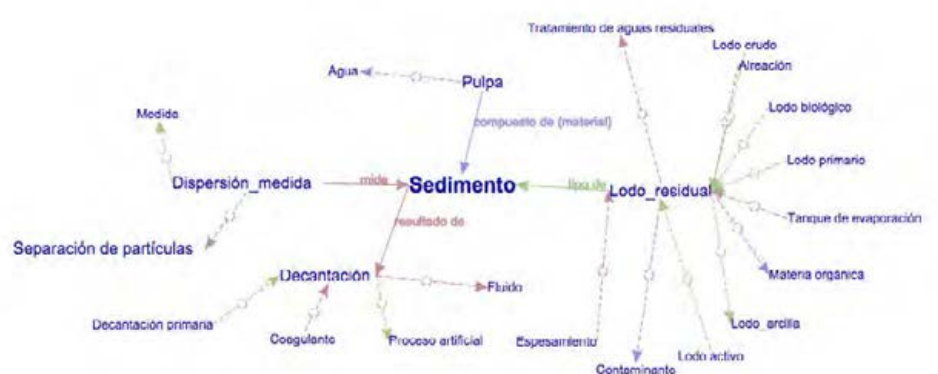 Tratamiento de aguas residuales
Lodo crudo
Aireación
Agua
Pulpa
Medida
compuesto de (material)
Lodo biológico
Lodo primario
Dispersión_medida
mide
Sedimento
tipo de
Lodo_residual
Tanque de evaporación
resultado de
Separación de partículas
Decantación
Fluido
Materia orgánica
Decantación primaria
Coagulante
Proceso artificial
Espesamiento
Lodo_arcilla
Lodo activo
Contaminante